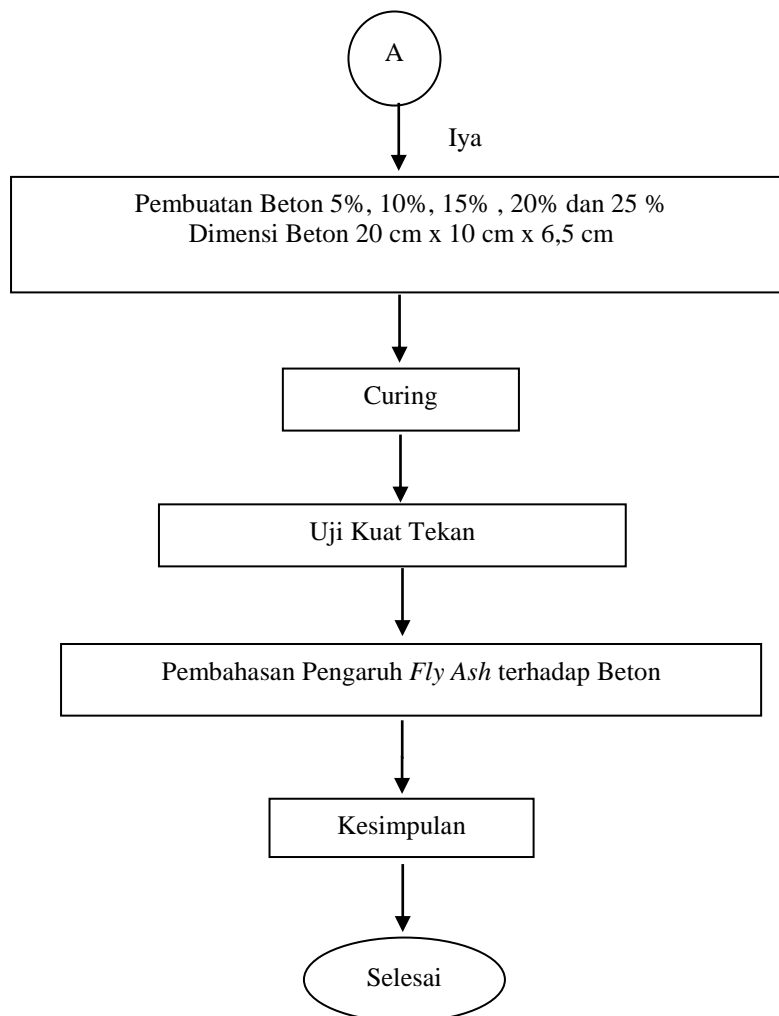 A
Iya
Pembuatan Beton 5%, 10%, 15% , 20% dan 25 %
Dimensi Beton 20 cm x 10 cm x 6,5 cm
Curing
Uji Kuat Tekan
Pembahasan Pengaruh Fly Ash terhadap Beton
Kesimpulan
Selesai